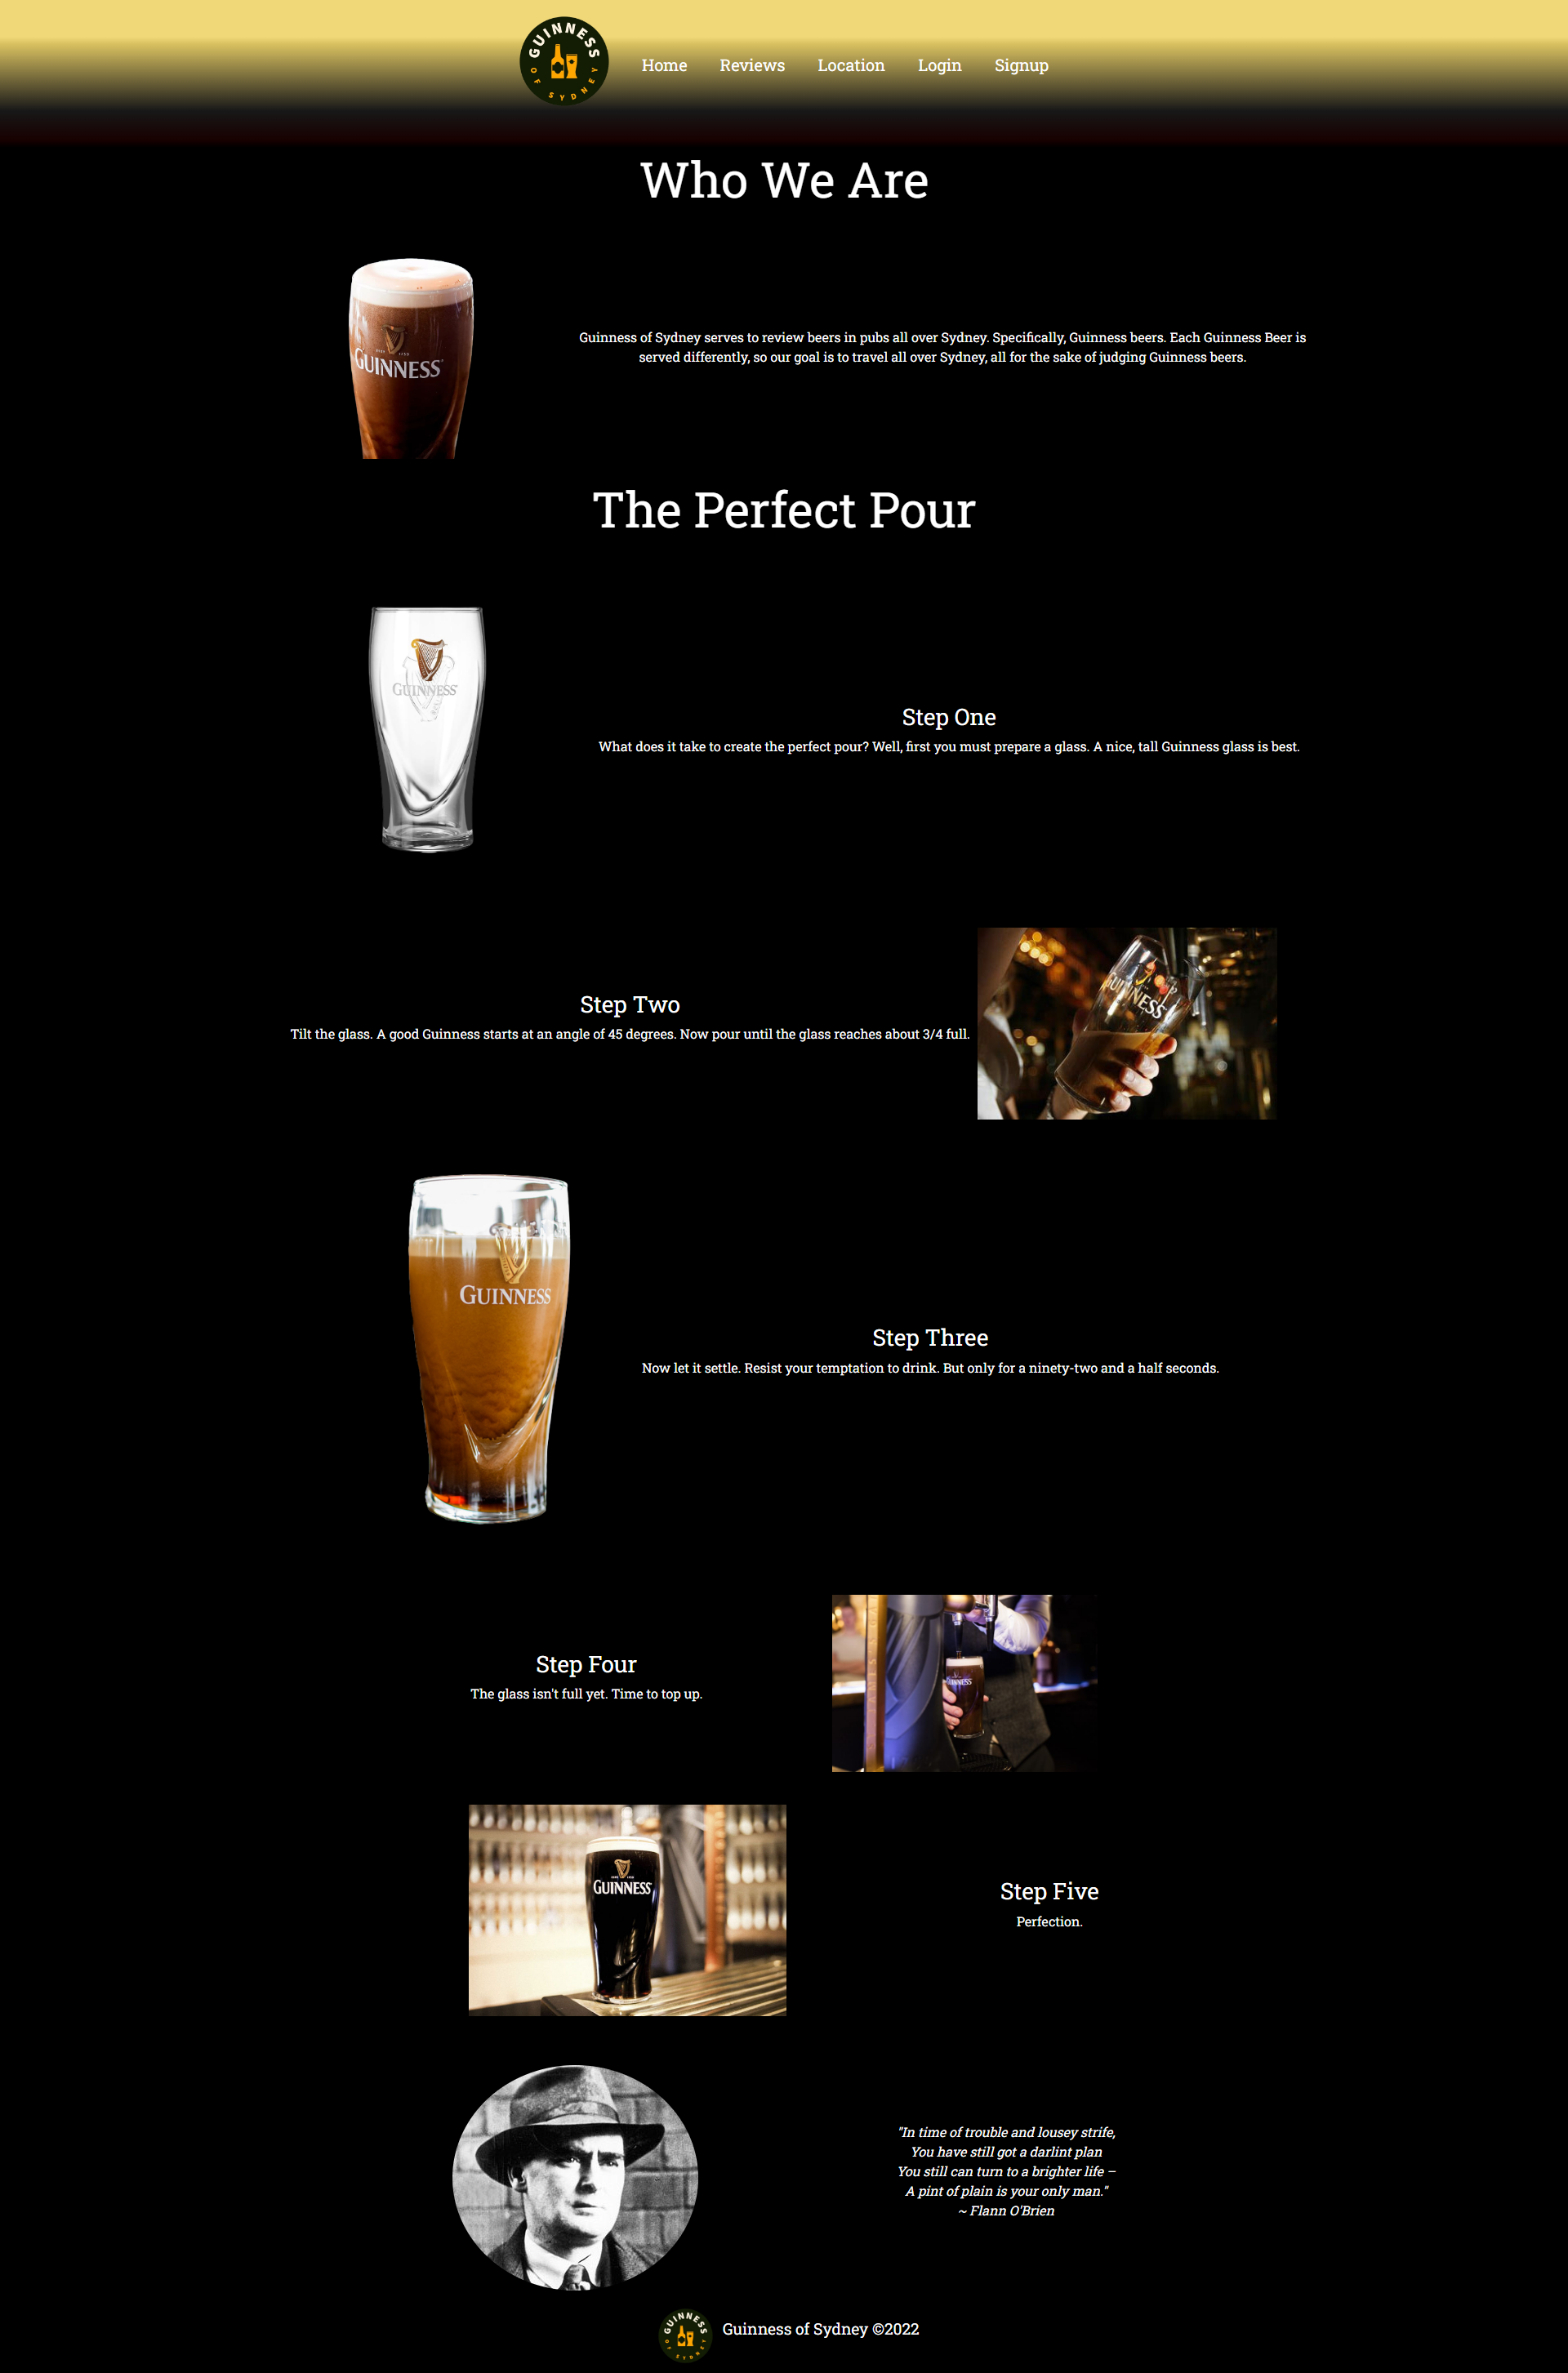 GUINNESS
OF SYDNEY
Home
Reviews
Location
Login
Signup
Who We Are
GUINNESS
Guinness of Sydney serves to review beers in pubs all over Sydney. Specifically, Guinness beers. Each Guinness Beer is
served differently, so our goal is to travel all over Sydney, all for the sake of judging Guinness beers.
The Perfect Pour
GUINNESS
Step One
What does it take to create the perfect pour? Well, first you must prepare a glass. A nice, tall Guinness glass is best.
GUINNESS
Step Two
Tilt the glass. A good Guinness starts at an angle of 45 degrees. Now pour until the glass reaches about 3/4 full.
GUINNESS
Step Three
Now let it settle. Resist your temptation to drink. But only for a ninety-two and a half seconds.
Step Four
The glass isn't full yet. Time to top up.
GUINNESS
GUINNESS
Step Five
Perfection.
"In time of trouble and lousey strife,
You have still got a darlint plan
You still can turn to a brighter life –
A pint of plain is your only man."
~ Flann O'Brien
GUINNESS
OF SYDNEY
Guinness of Sydney ©2022